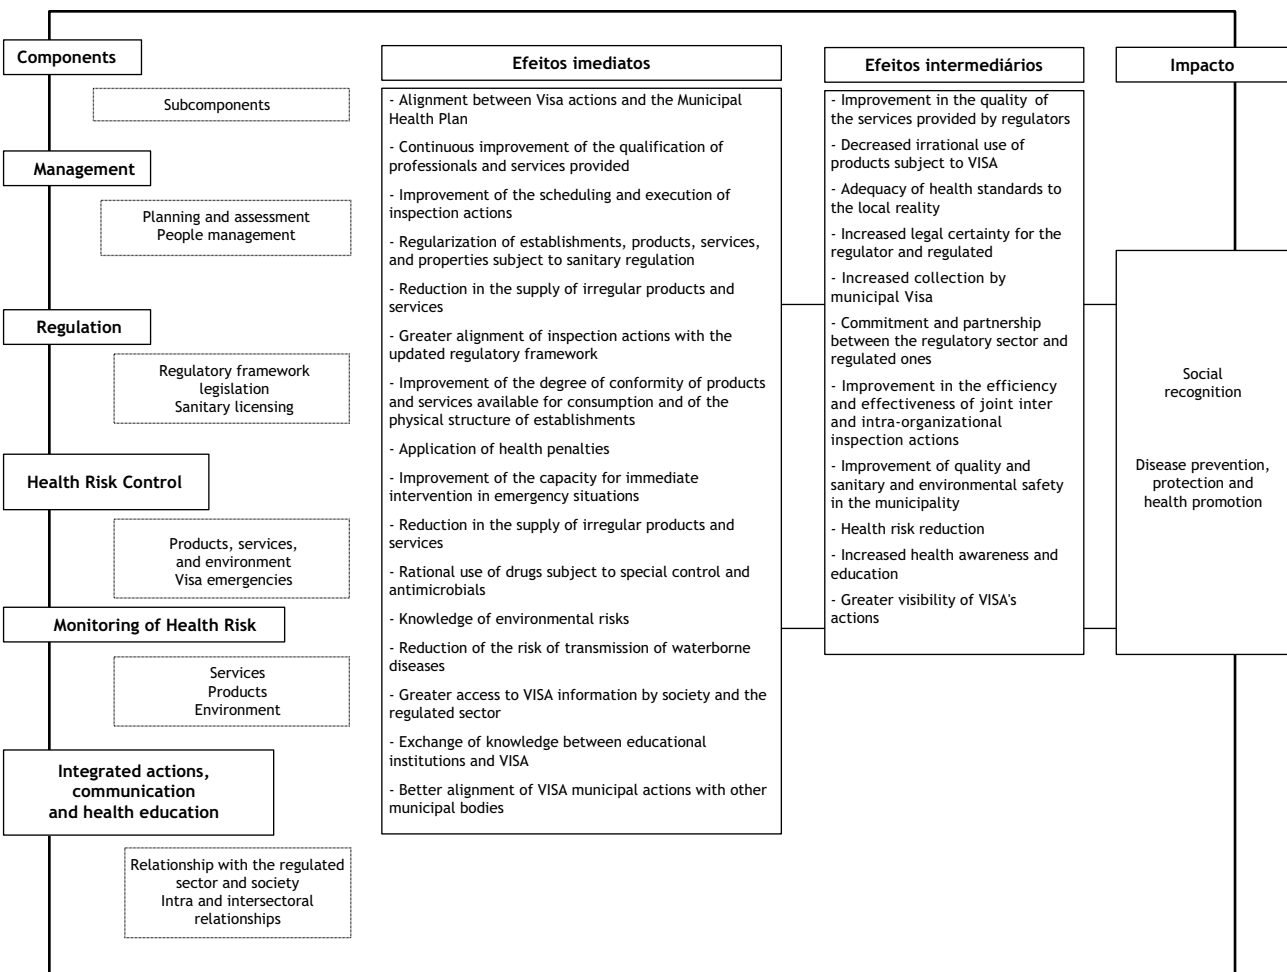 Components
Subcomponents
Management
Planning and assessment
People management
Regulation
Regulatory framework
legislation
Sanitary licensing
Health Risk Control
Products, services,
and environment
Visa emergencies
Monitoring of Health Risk
Services
Products
Environment
Integrated actions,
communication
and health education
Relationship with the regulated
sector and society
Intra and intersectoral
relationships
Efeitos imediatos
- Alignment between Visa actions and the Municipal
Health Plan
- Continuous improvement of the qualification of
professionals and services provided
- Improvement of the scheduling and execution of
inspection actions
- Regularization of establishments, products, services,
and properties subject to sanitary regulation
- Reduction in the supply of irregular products and
services
- Greater alignment of inspection actions with the
updated regulatory framework
- Improvement of the degree of conformity of products
and services available for consumption and of the
physical structure of establishments
- Application of health penalties
- Improvement of the capacity for immediate
intervention in emergency situations
- Reduction in the supply of irregular products and
services
- Rational use of drugs subject to special control and
antimicrobials
- Knowledge of environmental risks
- Reduction of the risk of transmission of waterborne
diseases
- Greater access to VISA information by society and the
regulated sector
- Exchange of knowledge between educational
institutions and VISA
- Better alignment of VISA municipal actions with other
municipal bodies
Efeitos intermediários
- Improvement in the quality of
the services provided by regulators
- Decreased irrational use of
products subject to VISA
- Adequacy of health standards to
the local reality
- Increased legal certainty for the
regulator and regulated
- Increased collection by
municipal Visa
- Commitment and partnership
between the regulatory sector and
regulated ones
- Improvement in the efficiency
and effectiveness of joint inter
and intra-organizational
inspection actions
- Improvement of quality and
sanitary and environmental safety
in the municipality
- Health risk reduction
- Increased health awareness and
education
- Greater visibility of VISA's
actions
Impacto
Social
recognition
Disease prevention,
protection and
health promotion